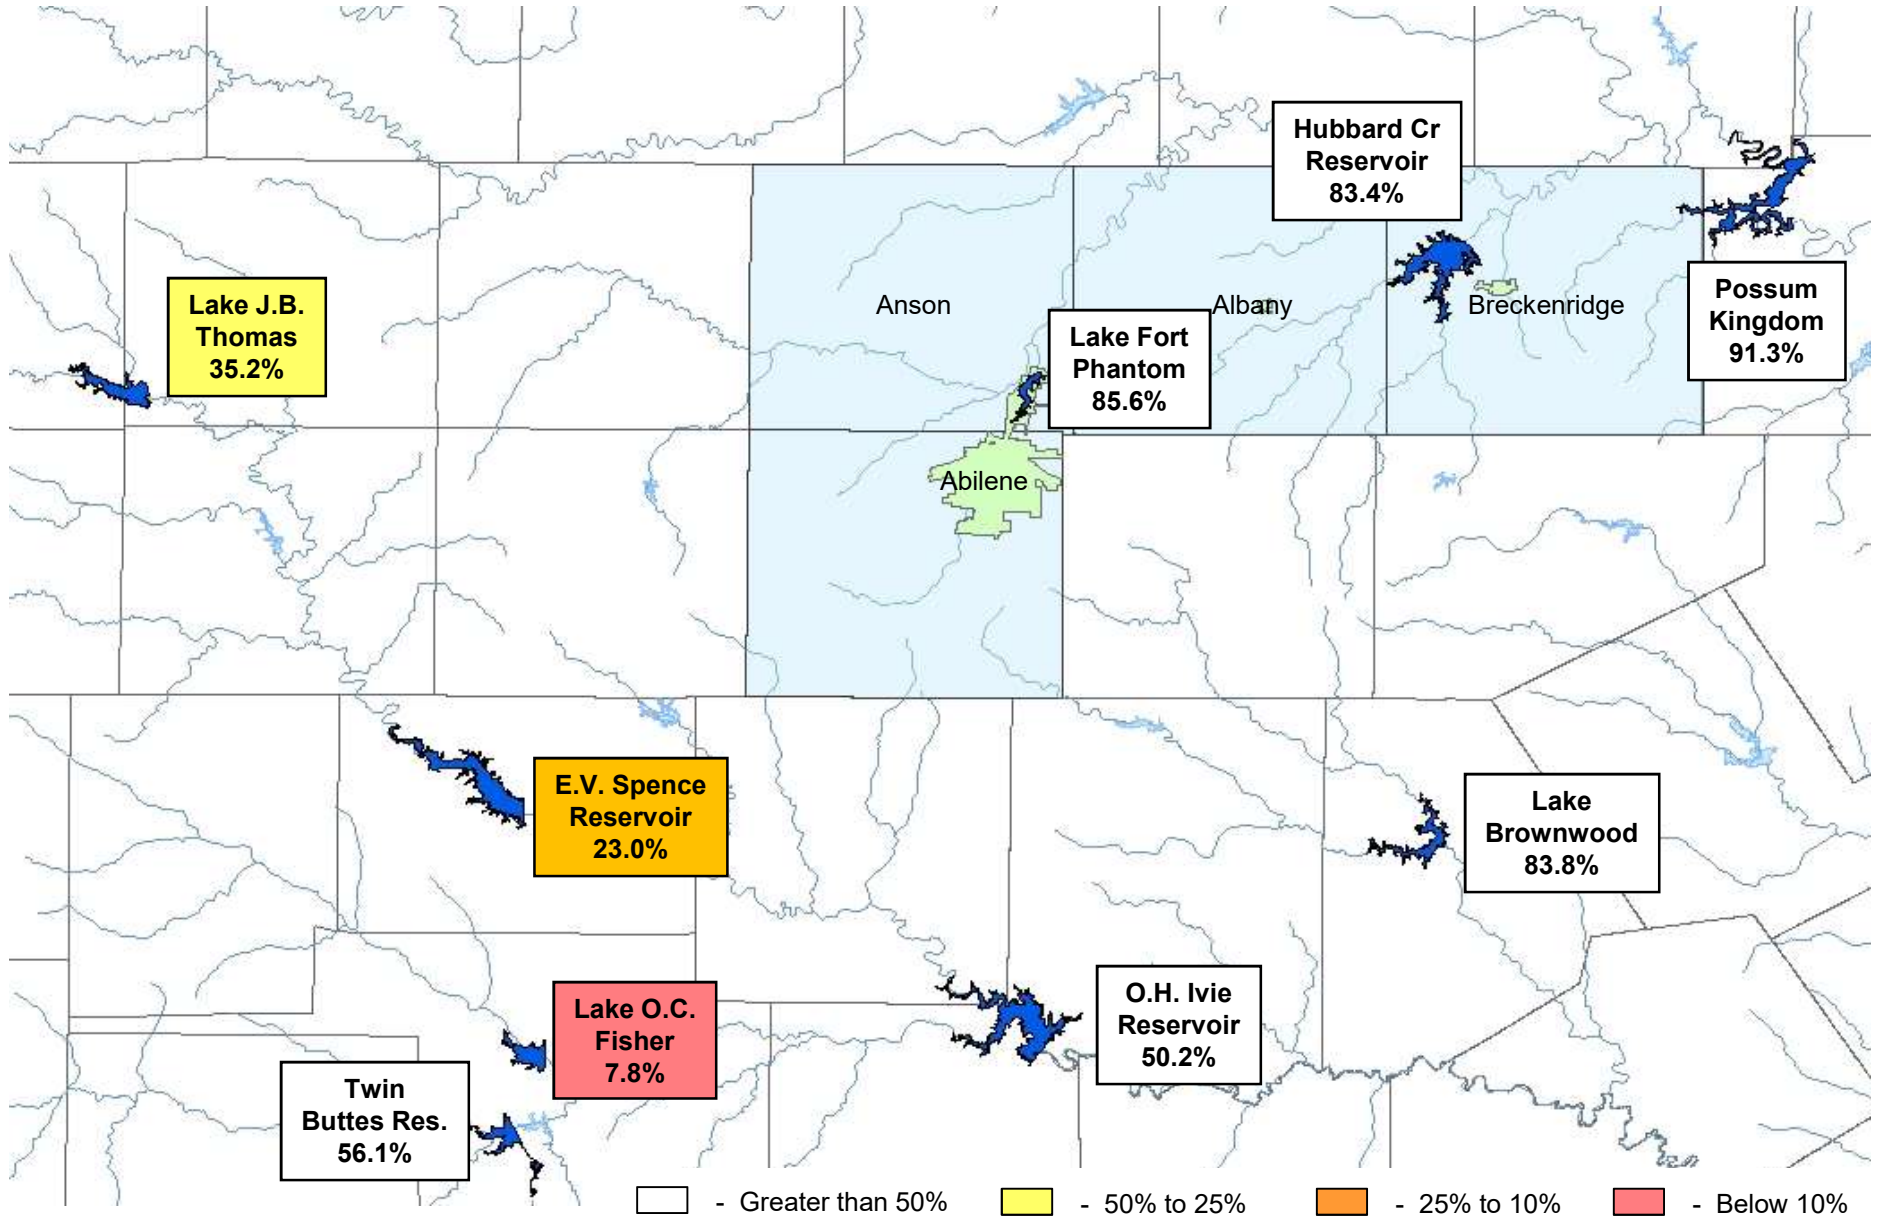 Hubbard Cr
Reservoir
83.4%
Possum
Kingdom
91.3%
Lake J.B.
Thomas
35.2%
Anson
Albany
Breckenridge
Lake Fort
Phantom
85.6%
Abilene
E.V. Spence
Reservoir
23.0%
Lake
Brownwood
83.8%
Lake O.C.
Fisher
7.8%
O.H. Ivie
Reservoir
50.2%
Twin
Buttes Res.
56.1%
- Greater than 50%
- 50% to 25%
- 25% to 10%
- Below 10%